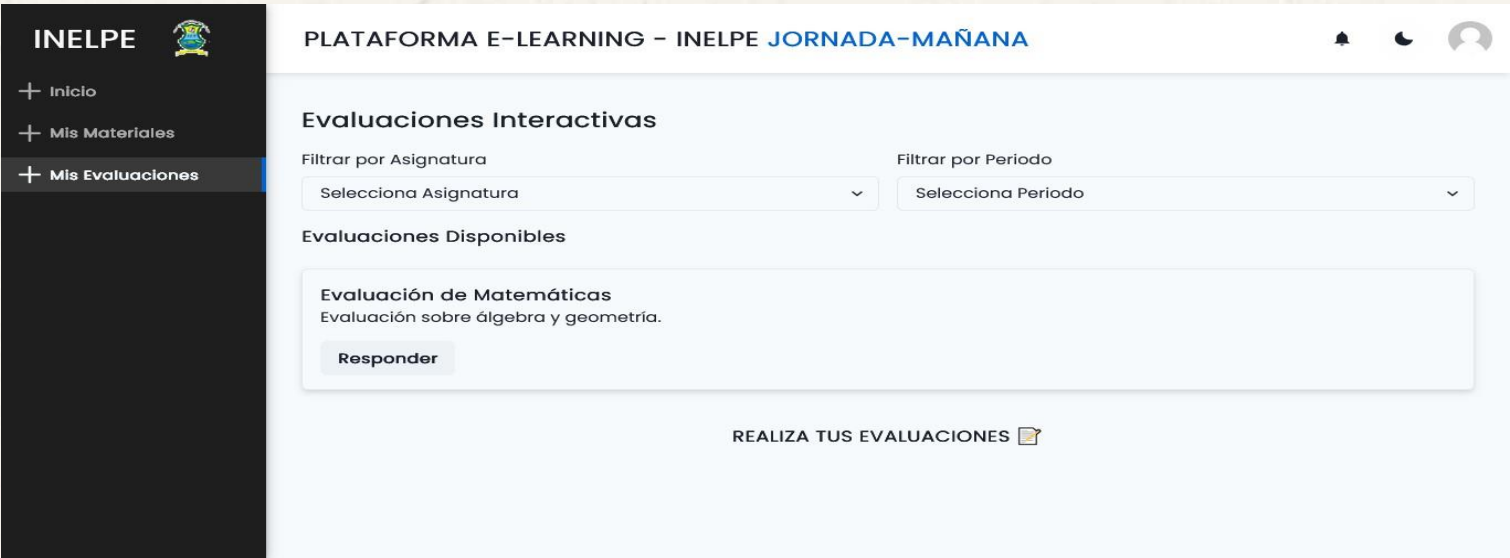 INELPE
Inicio
Mis Materiales
Mis Evaluaciones
PLATAFORMA E-LEARNING - INELPE JORNADA-MAÑANA
Evaluaciones Interactivas
Filtrar por Asignatura
Selecciona Asignatura
Filtrar por Periodo
Selecciona Periodo
Evaluaciones Disponibles
Evaluación de Matemáticas
Evaluación sobre álgebra y geometría.
Responder
REALIZA TUS EVALUACIONES 📝